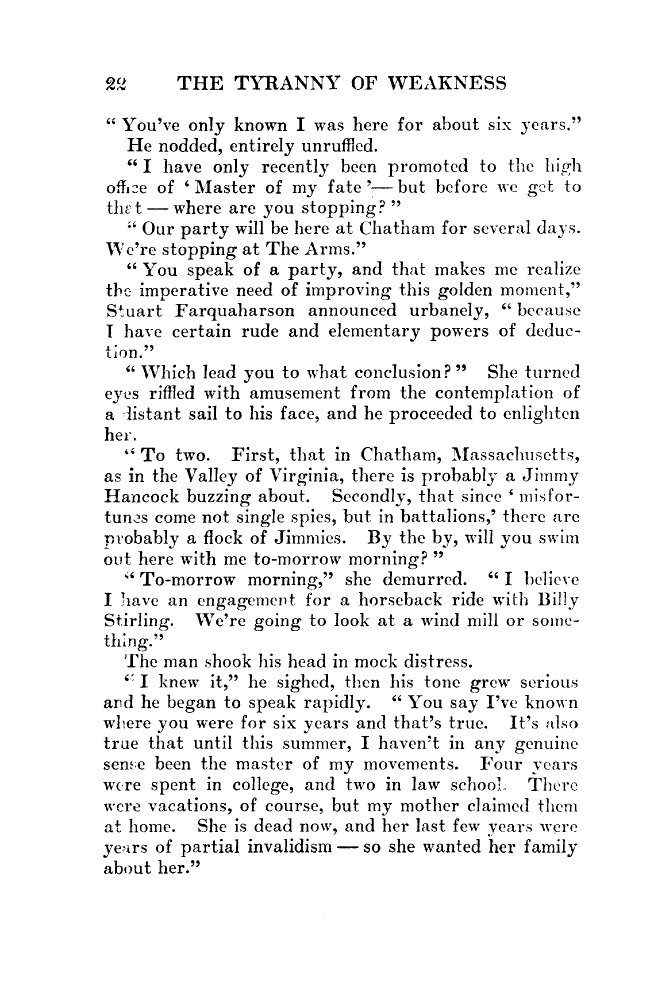 22 THE TYRANNY OF WEAKNESS
“ You’ve only known I was here for about six years.”
He nodded, entirely unruffled.
“ I have only recently been promoted to the high
office of ‘ Master of my fate ’— but before we get to
that — where are you stopping? ”
“ Our party will be here at Chatham for several days.
We’re stopping at The Arms.”
“ You speak of a party, and that makes me realize
the imperative need of improving this golden moment,”
Stuart Farquaharson announced urbanely, “ because
I have certain rude and elementary powers of deduc-
tion.”
“ Which lead you to what conclusion? ” She turned
eyes riffled with amusement from the contemplation of
a distant sail to his face, and he proceeded to enlighten
her.
“ To two. First, that in Chatham, Massachusetts,
as in the Valley of Virginia, there is probably a Jimmy
Hancock buzzing about. Secondly, that since ‘ misfor-
tunes come not single spies, but in battalions,’ there are
probably a flock of Jimmies. By the by, will you swim
out here with me to-morrow morning? ”
“ To-morrow morning,” she demurred. “ I believe
I have an engagement for a horseback ride with Billy
Stirling. We’re going to look at a wind mill or some-
thing.”
The man shook his head in mock distress.
“ I knew it,” he sighed, then his tone grew serious
and he began to speak rapidly. “ You say I’ve known
where you were for six years and that’s true. It’s also
true that until this summer, I haven’t in any genuine
sense been the master of my movements. Four years
were spent in college, and two in law school. There
were vacations, of course, but my mother claimed them
at home. She is dead now, and her last few years were
years of partial invalidism — so she wanted her family
about her.”